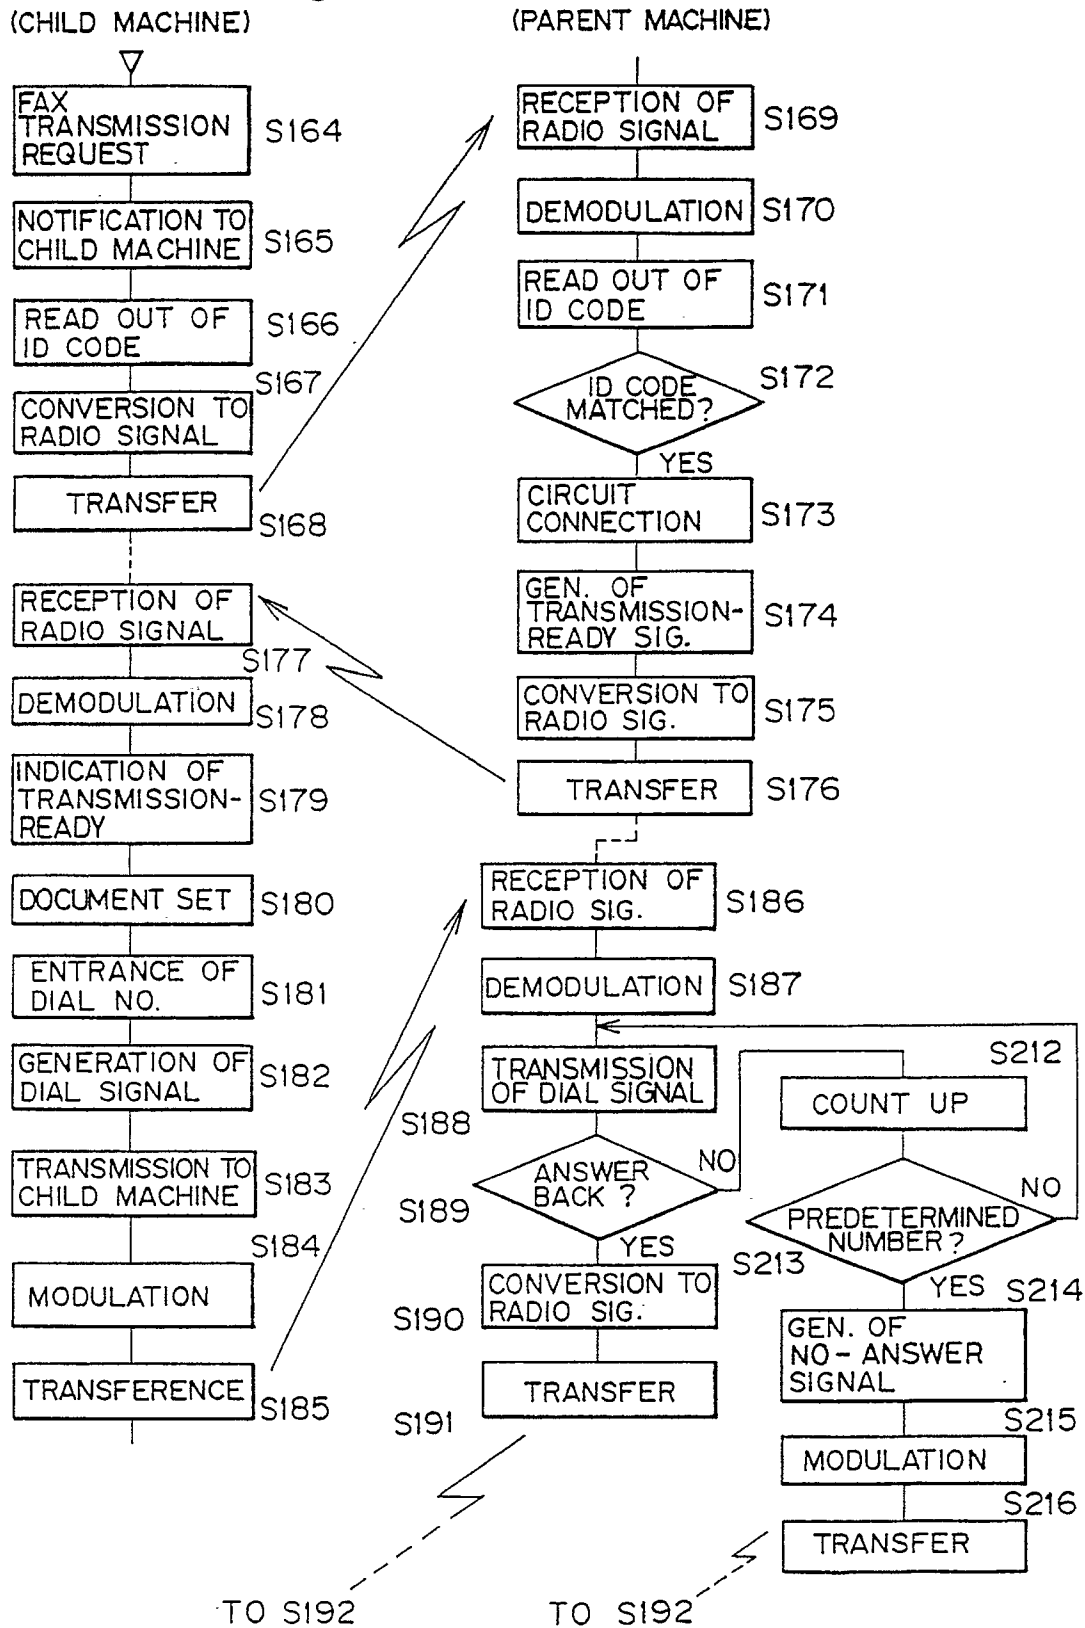 (CHILD MACHINE)
FAX
TRANSMISSION
REQUEST
S164
NOTIFICATION TO
CHILD MACHINE
S165
READ OUT OF
ID CODE
S166
S167
CONVERSION TO
RADIO SIGNAL
TRANSFER
S168
RECEPTION OF
RADIO SIGNAL
S177
DEMODULATION
S178
INDICATION OF
TRANSMISSION-
READY
S179
DOCUMENT SET
S180
ENTRANCE OF
DIAL NO.
S181
GENERATION OF
DIAL SIGNAL
S182
TRANSMISSION TO
CHILD MACHINE
S183
S184
MODULATION
TRANSFERENCE
S185
(PARENT MACHINE)
RECEPTION OF
RADIO SIGNAL
S169
DEMODULATION
S170
READ OUT OF
ID CODE
S171
ID CODE
MATCHED?
S172
YES
CIRCUIT
CONNECTION
S173
GEN. OF
TRANSMISSION-
READY SIG.
S174
CONVERSION TO
RADIO SIG.
S175
TRANSFER
S176
RECEPTION OF
RADIO SIG.
S186
DEMODULATION
S187
TRANSMISSION
OF DIAL SIGNAL
S188
ANSWER
BACK ?
NO
S189
YES
CONVERSION TO
RADIO SIG.
S190
TRANSFER
S191
TO S192
S212
COUNT UP
PREDETERMINED
NUMBER?
NO
S213
YES
S214
GEN. OF
NO-ANSWER
SIGNAL
S215
MODULATION
S216
TRANSFER
TO S192